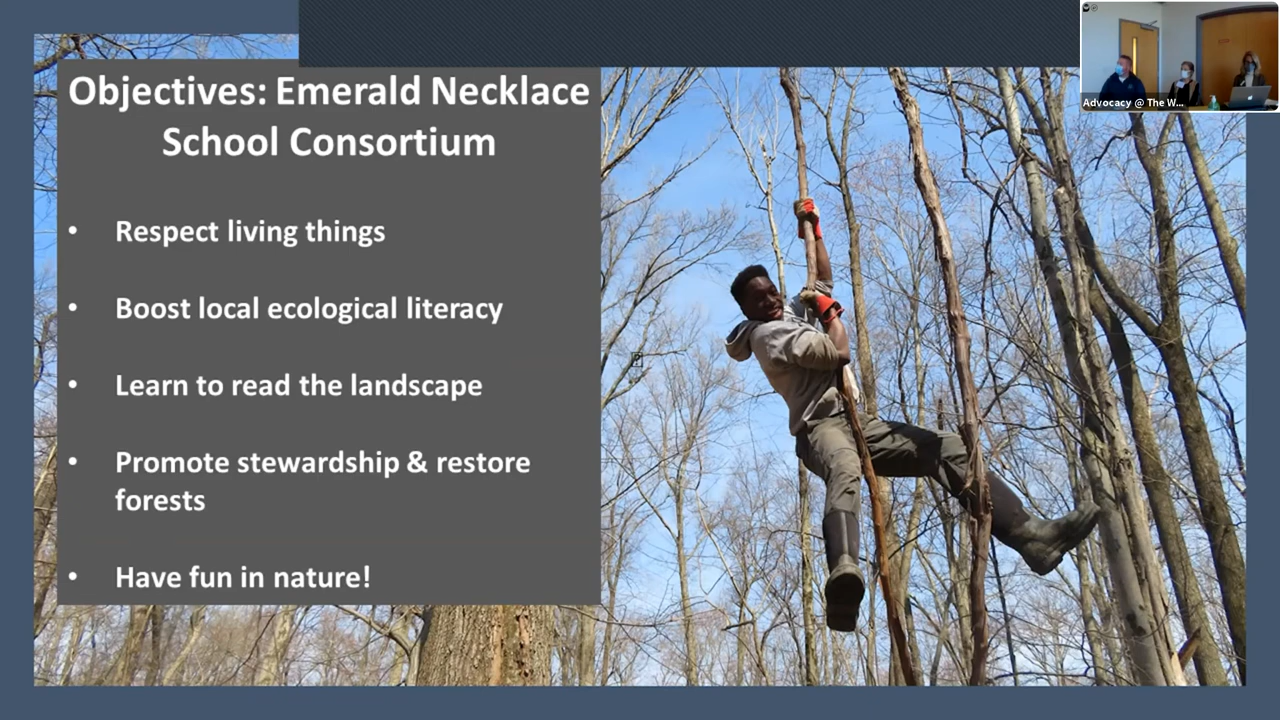 Objectives: Emerald Necklace
School Consortium
• Respect living things
• Boost local ecological literacy
• Learn to read the landscape
• Promote stewardship & restore
forests
• Have fun in nature!
Advocacy @ The W...